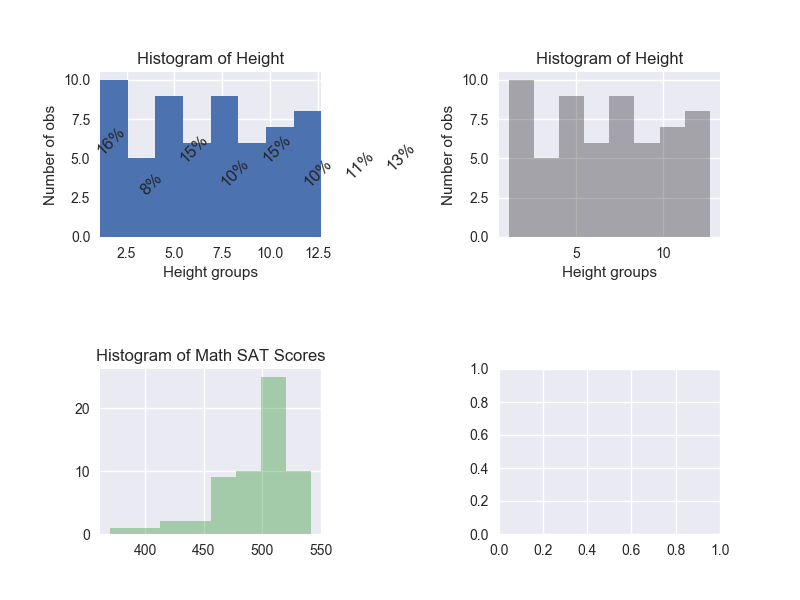 Histogram of Height
Number of obs
10.0
7.5
5.0
2.5
0.0
16%
8%
15%
10%
15%
10%
11%
13%
2.5 5.0 7.5 10.0 12.5
Height groups
Histogram of Height
Number of obs
10.0
7.5
5.0
2.5
0.0
5 10
Height groups
Histogram of Math SAT Scores
20
10
0
400 450 500 550
1.0
0.8
0.6
0.4
0.2
0.0
0.0 0.2 0.4 0.6 0.8 1.0